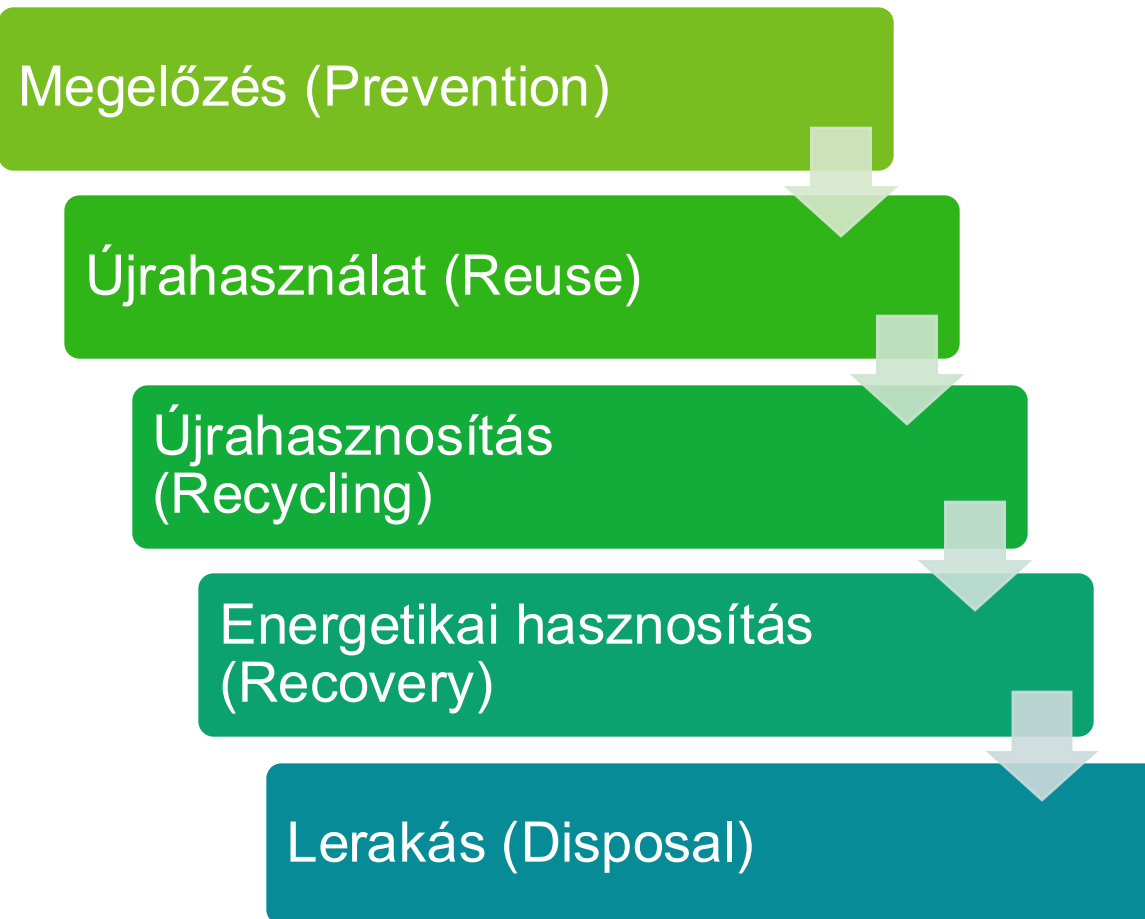 Megelőzés (Prevention)
Újrahasználat (Reuse)
Újrahasznosítás
(Recycling)
Energetikai hasznosítás
(Recovery)
Lerakás (Disposal)